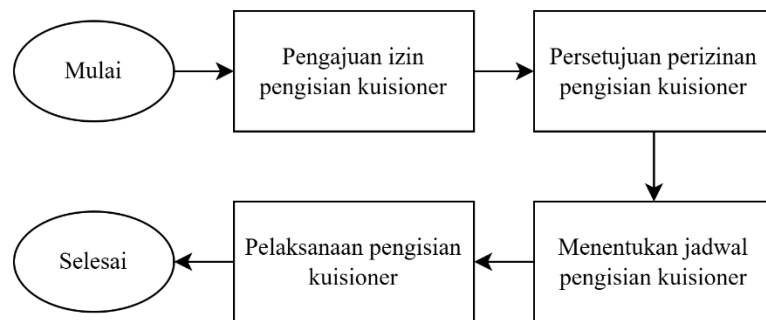 Mulai
Pengajuan izin
pengisian kuisioner
Persetujuan perizinan
pengisian kuisioner
Menentukan jadwal
pengisian kuisioner
Pelaksanaan pengisian
kuisioner
Selesai